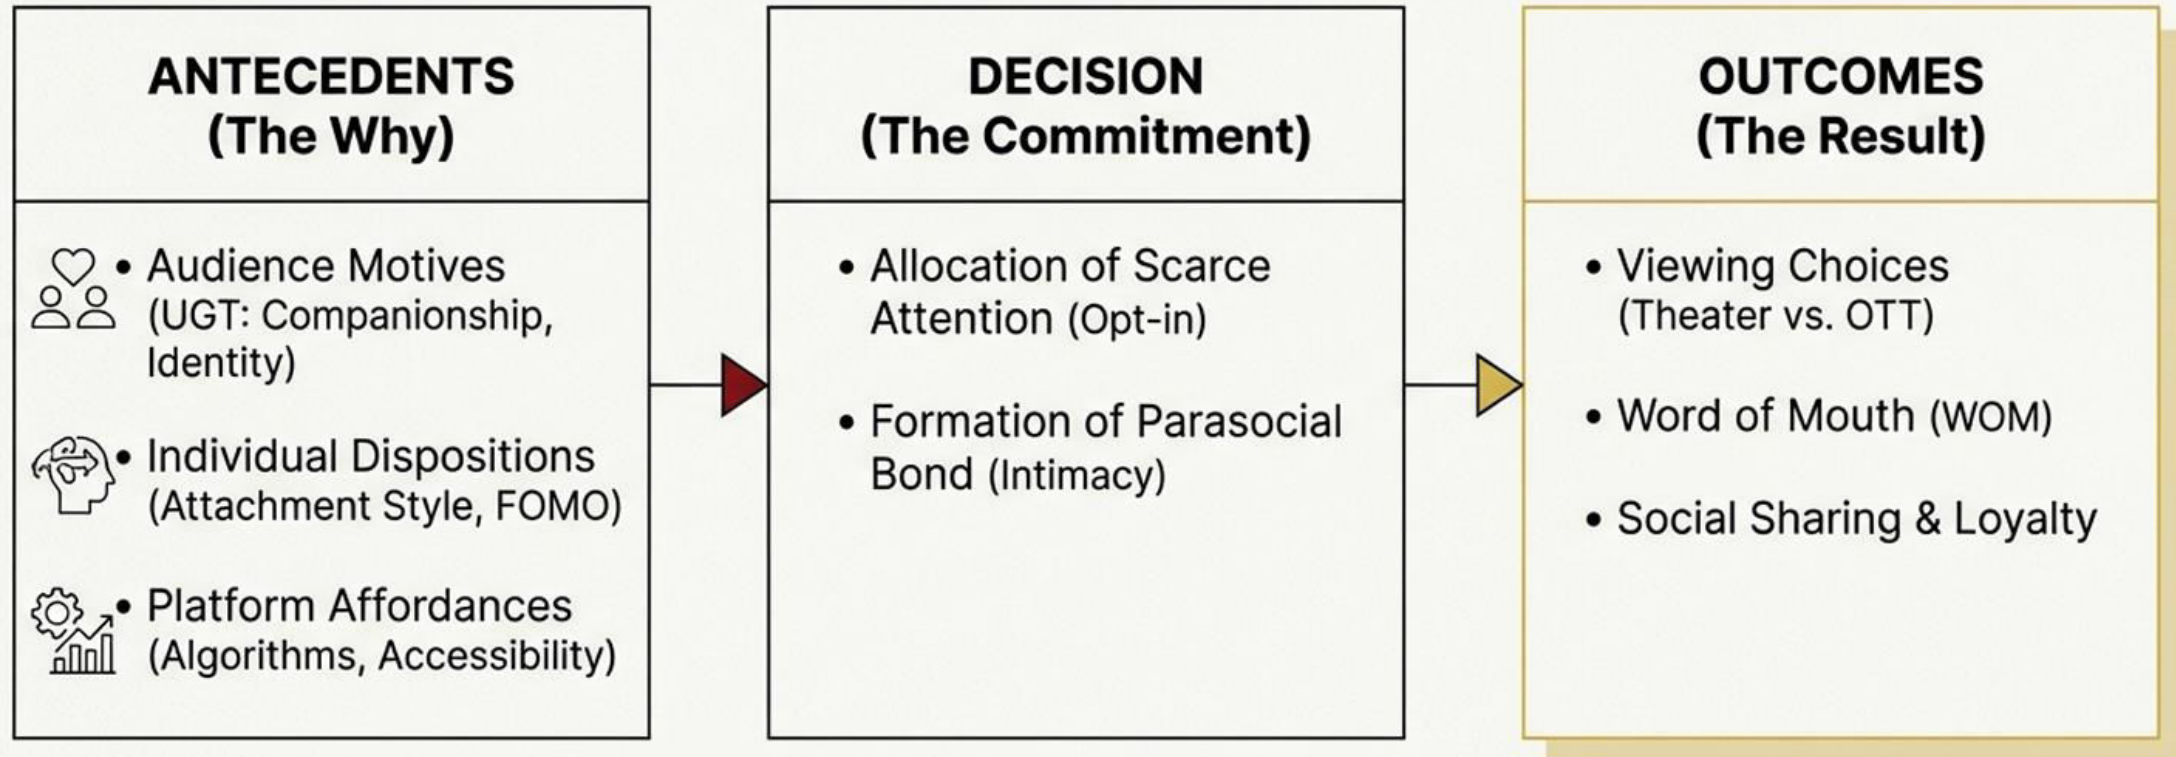 ANTECEDENTS
(The Why)
• Audience Motives
(UGT: Companionship,
Identity)
• Individual Dispositions
(Attachment Style, FOMO)
• Platform Affordances
(Algorithms, Accessibility)
DECISION
(The Commitment)
• Allocation of Scarce
Attention (Opt-in)
• Formation of Parasocial
Bond (Intimacy)
OUTCOMES
(The Result)
• Viewing Choices
(Theater vs. OTT)
• Word of Mouth (WOM)
• Social Sharing & Loyalty